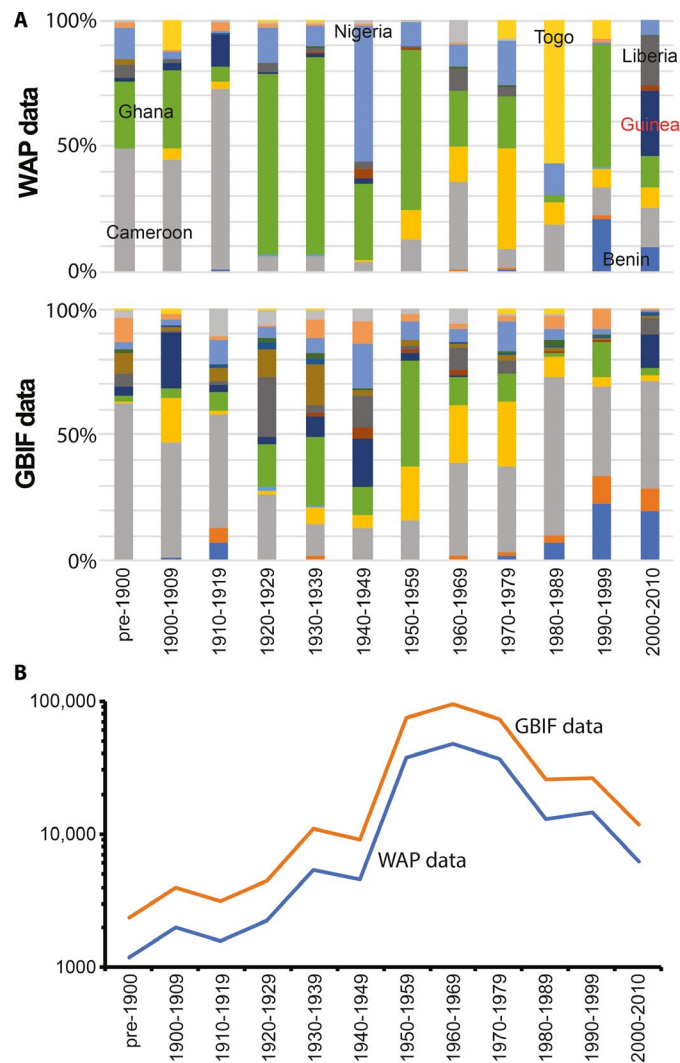 A
WAP data
100%
50%
0%
Nigeria
Togo
Liberia
Ghana
Guinea
Cameroon
Benin
GBIF data
100%
50%
0%
pre-1900
1900-1909
1910-1919
1920-1929
1930-1939
1940-1949
1950-1959
1960-1969
1970-1979
1980-1989
1990-1999
2000-2010
B
100,000
10,000
1000
GBIF data
WAP data
pre-1900
1900-1909
1910-1919
1920-1929
1930-1939
1940-1949
1950-1959
1960-1969
1970-1979
1980-1989
1990-1999
2000-2010